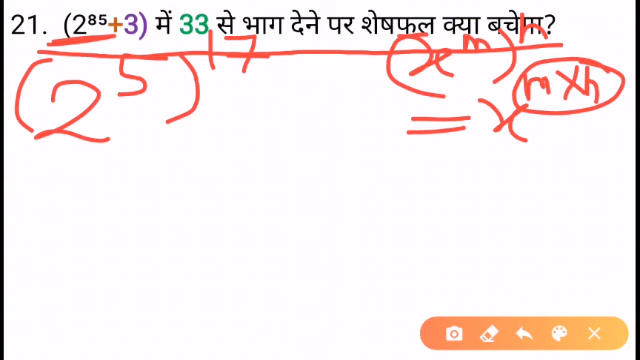 21. (2⁸⁵+3) में 33 से भाग देने पर शेषफल क्या बचेगा?
(2⁵)¹⁷ (xᵐ)ⁿ
= x^(m×n)